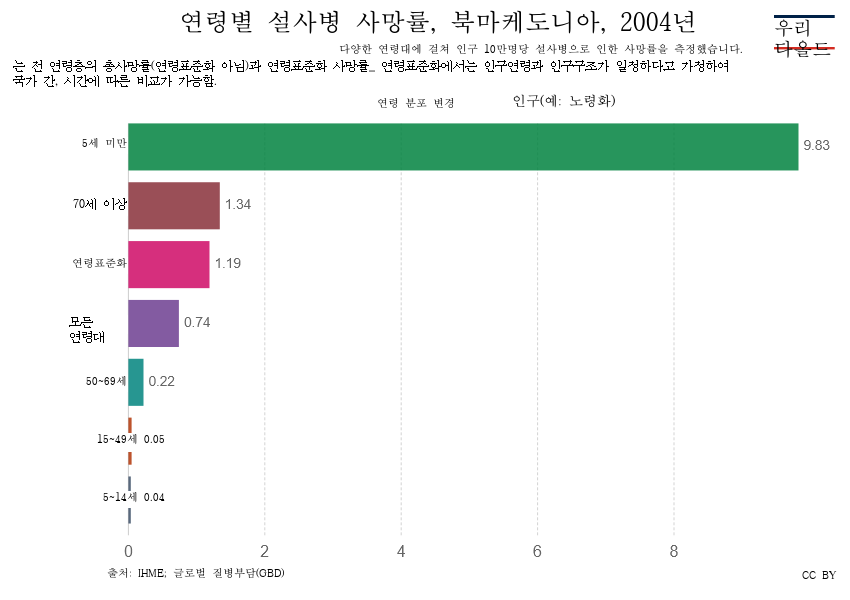 연령별 설사병 사망률, 북마케도니아, 2004년
우리
다올드
다양한 연령대에 걸쳐 인구 10만명당 설사병으로 인한 사망률을 측정했습니다.
는 전 연령층의 총사망률(연령표준화 아님)과 연령표준화 사망률_ 연령표준화에서는 인구연령과 인구구조가 일정하다고 가정하여
국가 간, 시간에 따른 비교가 가능함.
연령 분포 변경 인구(예: 노령화)
5세 미만 9.83
70세 이상 1.34
연령표준화 1.19
모든
연령대 0.74
50~69세 0.22
15~49세 0.05
5~14세 0.04
0 2 4 6 8
출처: IHME; 글로벌 질병부담(GBD)
CC BY